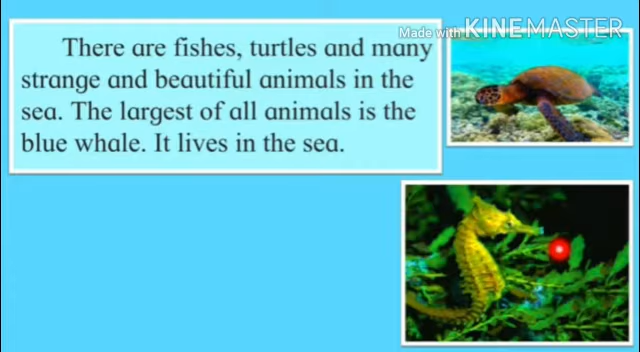 Made with KINEMASTER
There are fishes, turtles and many
strange and beautiful animals in the
sea. The largest of all animals is the
blue whale. It lives in the sea.